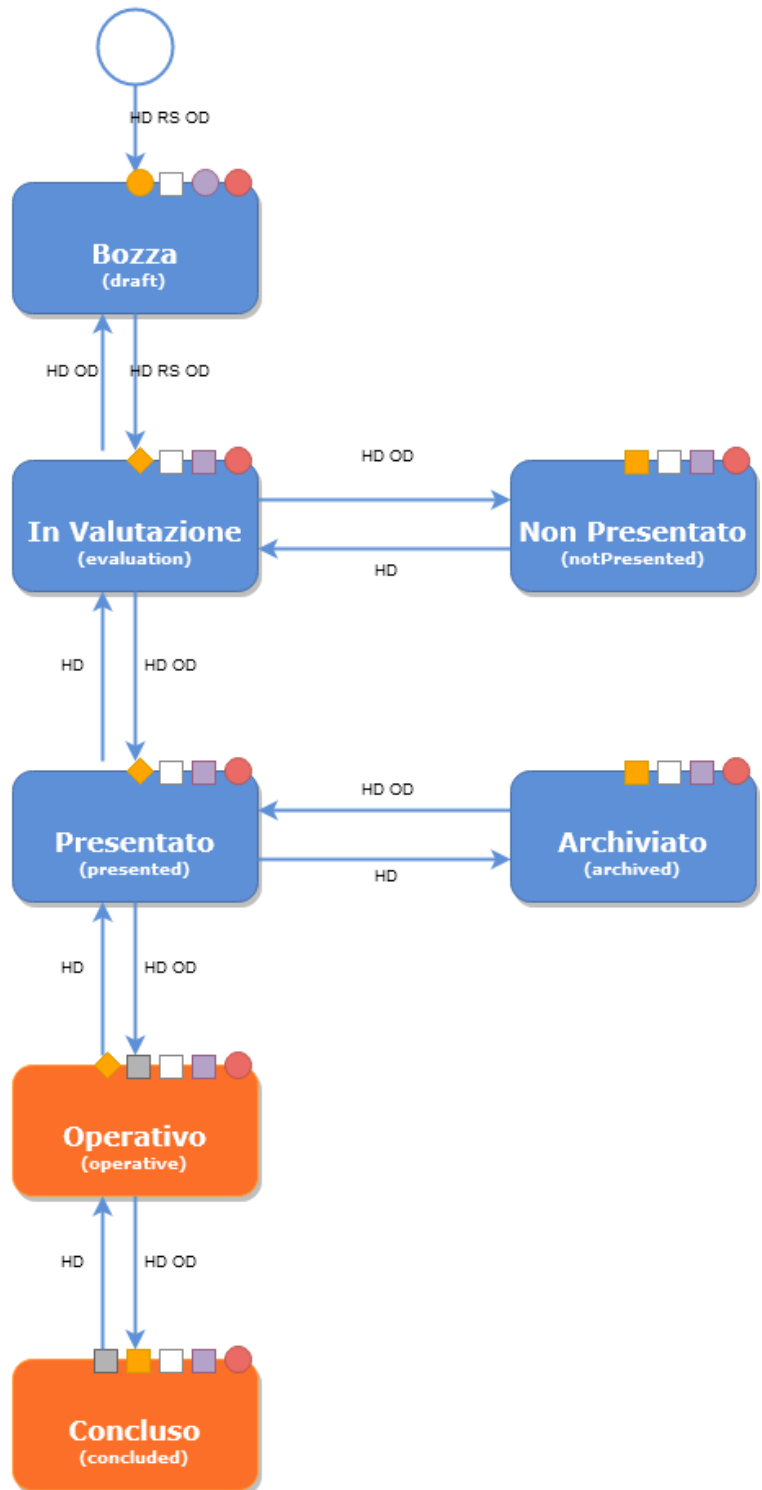 HD RS OD
Bozza
(draft)
HD OD
HD RS OD
HD OD
In Valutazione
(evaluation)
Non Presentato
(notPresented)
HD
HD
HD OD
HD OD
Presentato
(presented)
Archiviato
(archived)
HD
HD
HD OD
Operativo
(operative)
HD
HD OD
Concluso
(concluded)